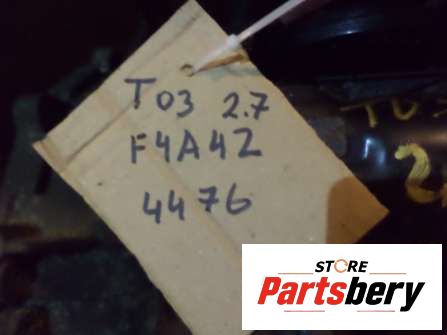 T03 2.7
F4A42
4476
STORE
Partsbery